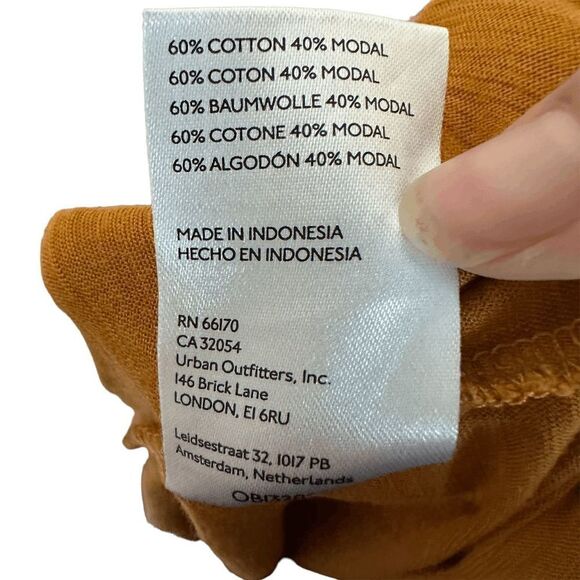 60% COTTON 40% MODAL
60% COTON 40% MODAL
60% BAUMWOLLE 40% MODAL
60% COTONE 40% MODAL
60% ALGODÓN 40% MODAL
MADE IN INDONESIA
HECHO EN INDONESIA
RN 66170
CA 32054
Urban Outfitters, Inc.
146 Brick Lane
LONDON, E1 6RU
Leidsestraat 32, 1017 PB
Amsterdam, Netherlands